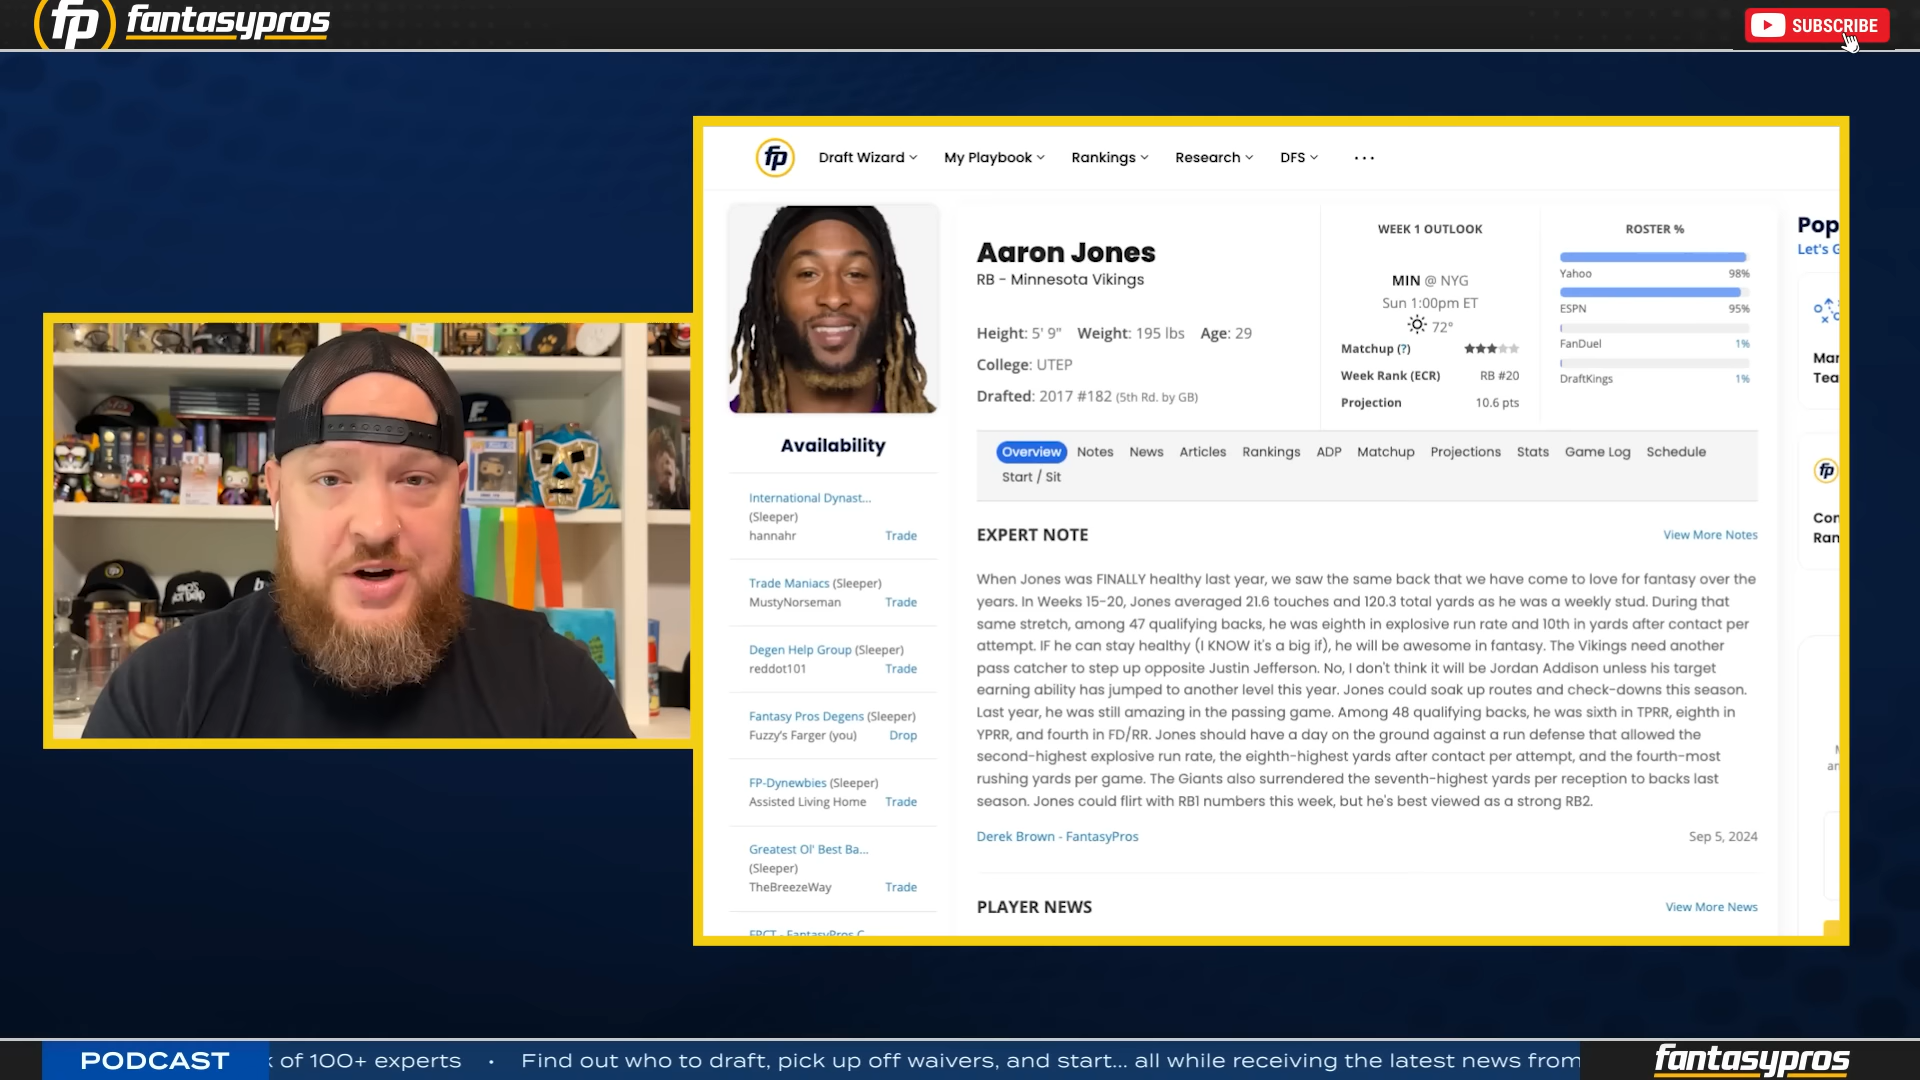 fp fantasypros
SUBSCRIBE
fp
Draft Wizard
My Playbook
Rankings
Research
DFS
...
Aaron Jones
RB - Minnesota Vikings
Height: 5' 9" Weight: 195 lbs Age: 29
College: UTEP
Drafted: 2017 #182 (5th Rd. by GB)
WEEK 1 OUTLOOK
MIN @ NYG
Sun 1:00pm ET
72°
Matchup (?)
Week Rank (ECR) RB #20
Projection 10.6 pts
ROSTER %
Yahoo 98%
ESPN 95%
FanDuel 1%
DraftKings 1%
Pop
Let's G
Mar
Tea
fp
Con
Ran
Availability
International Dynast...
(Sleeper)
hannahr Trade
Trade Maniacs (Sleeper)
MustyNorseman Trade
Degen Help Group (Sleeper)
reddot101 Trade
Fantasy Pros Degens (Sleeper)
Fuzzy's Farger (you) Drop
FP-Dynewbies (Sleeper)
Assisted Living Home Trade
Greatest Ol' Best Ba...
(Sleeper)
TheBreezeWay Trade
Overview Notes News Articles Rankings ADP Matchup Projections Stats Game Log Schedule
Start / Sit
EXPERT NOTE View More Notes
When Jones was FINALLY healthy last year, we saw the same back that we have come to love for fantasy over the
years. In Weeks 15-20, Jones averaged 21.6 touches and 120.3 total yards as he was a weekly stud. During that
same stretch, among 47 qualifying backs, he was eighth in explosive run rate and 10th in yards after contact per
attempt. IF he can stay healthy (I KNOW it's a big if), he will be awesome in fantasy. The Vikings need another
pass catcher to step up opposite Justin Jefferson. No, I don't think it will be Jordan Addison unless his target
earning ability has jumped to another level this year. Jones could soak up routes and check-downs this season.
Last year, he was still amazing in the passing game. Among 48 qualifying backs, he was sixth in TPRR, eighth in
YPRR, and fourth in FD/RR. Jones should have a day on the ground against a run defense that allowed the
second-highest explosive run rate, the eighth-highest yards after contact per attempt, and the fourth-most
rushing yards per game. The Giants also surrendered the seventh-highest yards per reception to backs last
season. Jones could flirt with RB1 numbers this week, but he's best viewed as a strong RB2.
Derek Brown - FantasyPros Sep 5, 2024
PLAYER NEWS View More News
PODCAST
of 100+ experts • Find out who to draft, pick up off waivers, and start... all while receiving the latest news from
fantasypros